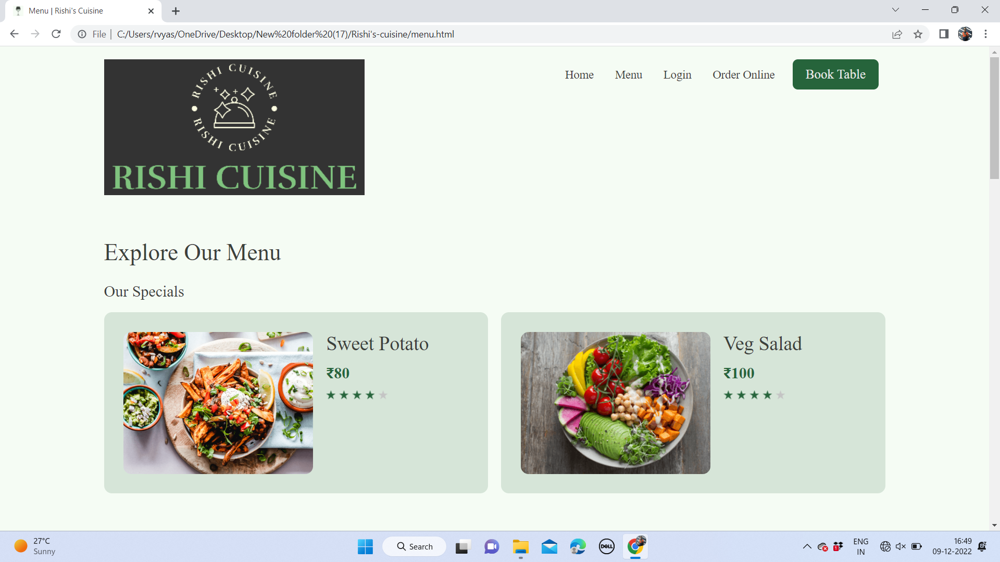 Menu | Rishi's Cuisine
File | C:/Users/rvyas/OneDrive/Desktop/New%20folder%20(17)/Rishi's-cuisine/menu.html
RISHI CUISINE
RISHI CUISINE
RISHI CUISINE
Home Menu Login Order Online Book Table
Explore Our Menu
Our Specials
Sweet Potato
₹80
Veg Salad
₹100
27°C
Sunny
Search
DELL
1
ENG
IN
16:49
09-12-2022